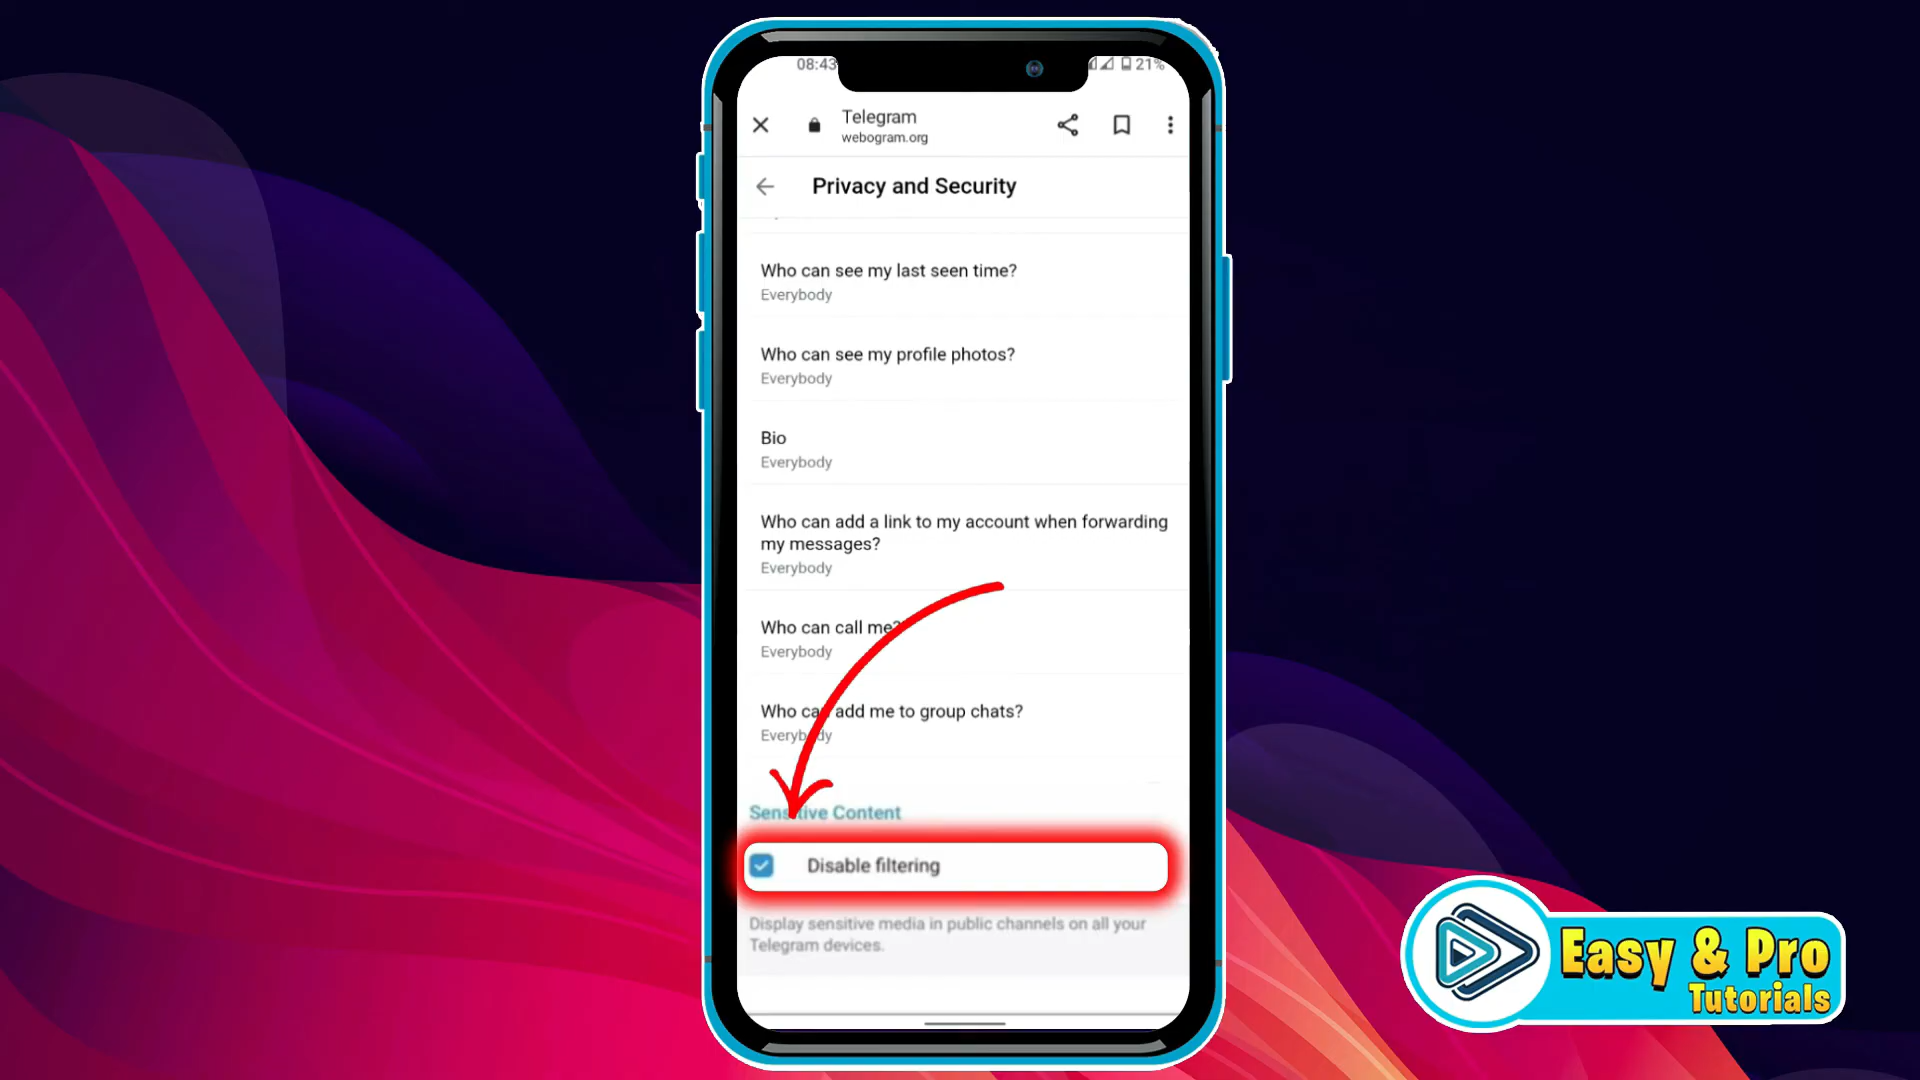 08:43
21%
Telegram
webogram.org
Privacy and Security
Who can see my last seen time?
Everybody
Who can see my profile photos?
Everybody
Bio
Everybody
Who can add a link to my account when forwarding
my messages?
Everybody
Who can call me?
Everybody
Who can add me to group chats?
Everybody
Sensitive Content
Disable filtering
Display sensitive media in public channels on all your
Telegram devices.
Easy & Pro
Tutorials